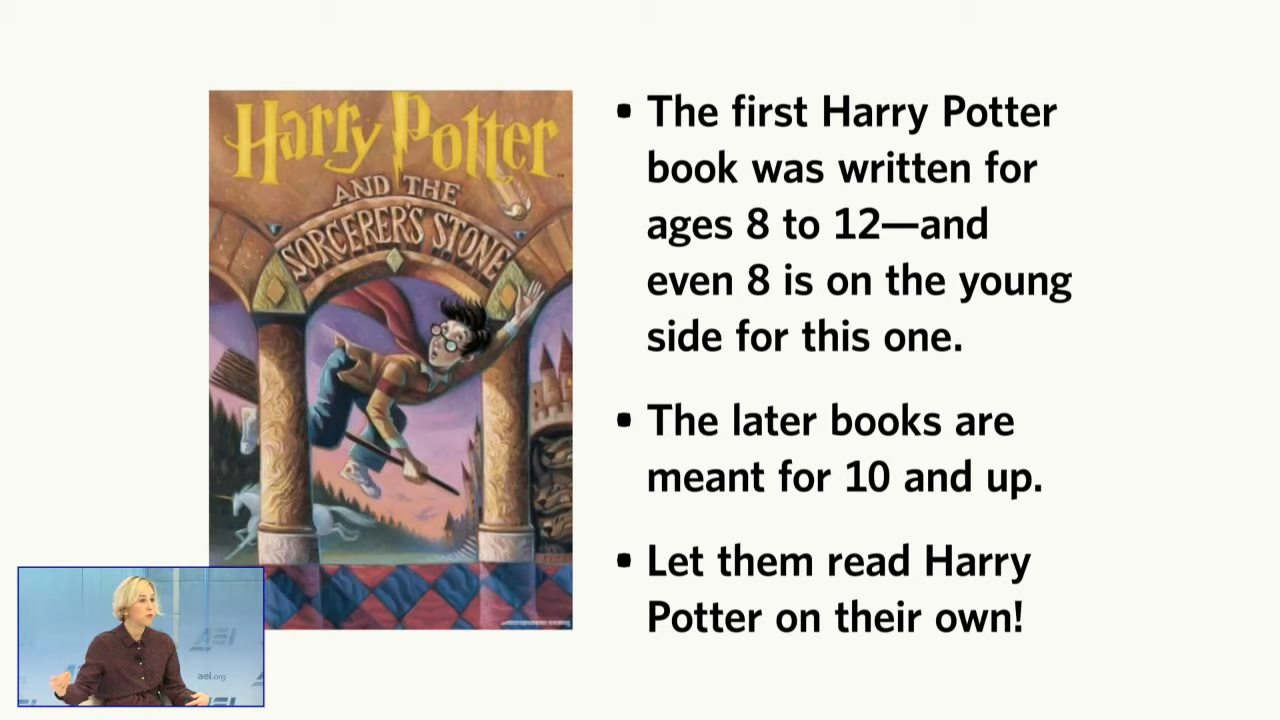 Harry Potter
AND THE
SORCERER'S STONE
• The first Harry Potter
book was written for
ages 8 to 12—and
even 8 is on the young
side for this one.
• The later books are
meant for 10 and up.
• Let them read Harry
Potter on their own!
AEI
aei.org
AEI
AEI